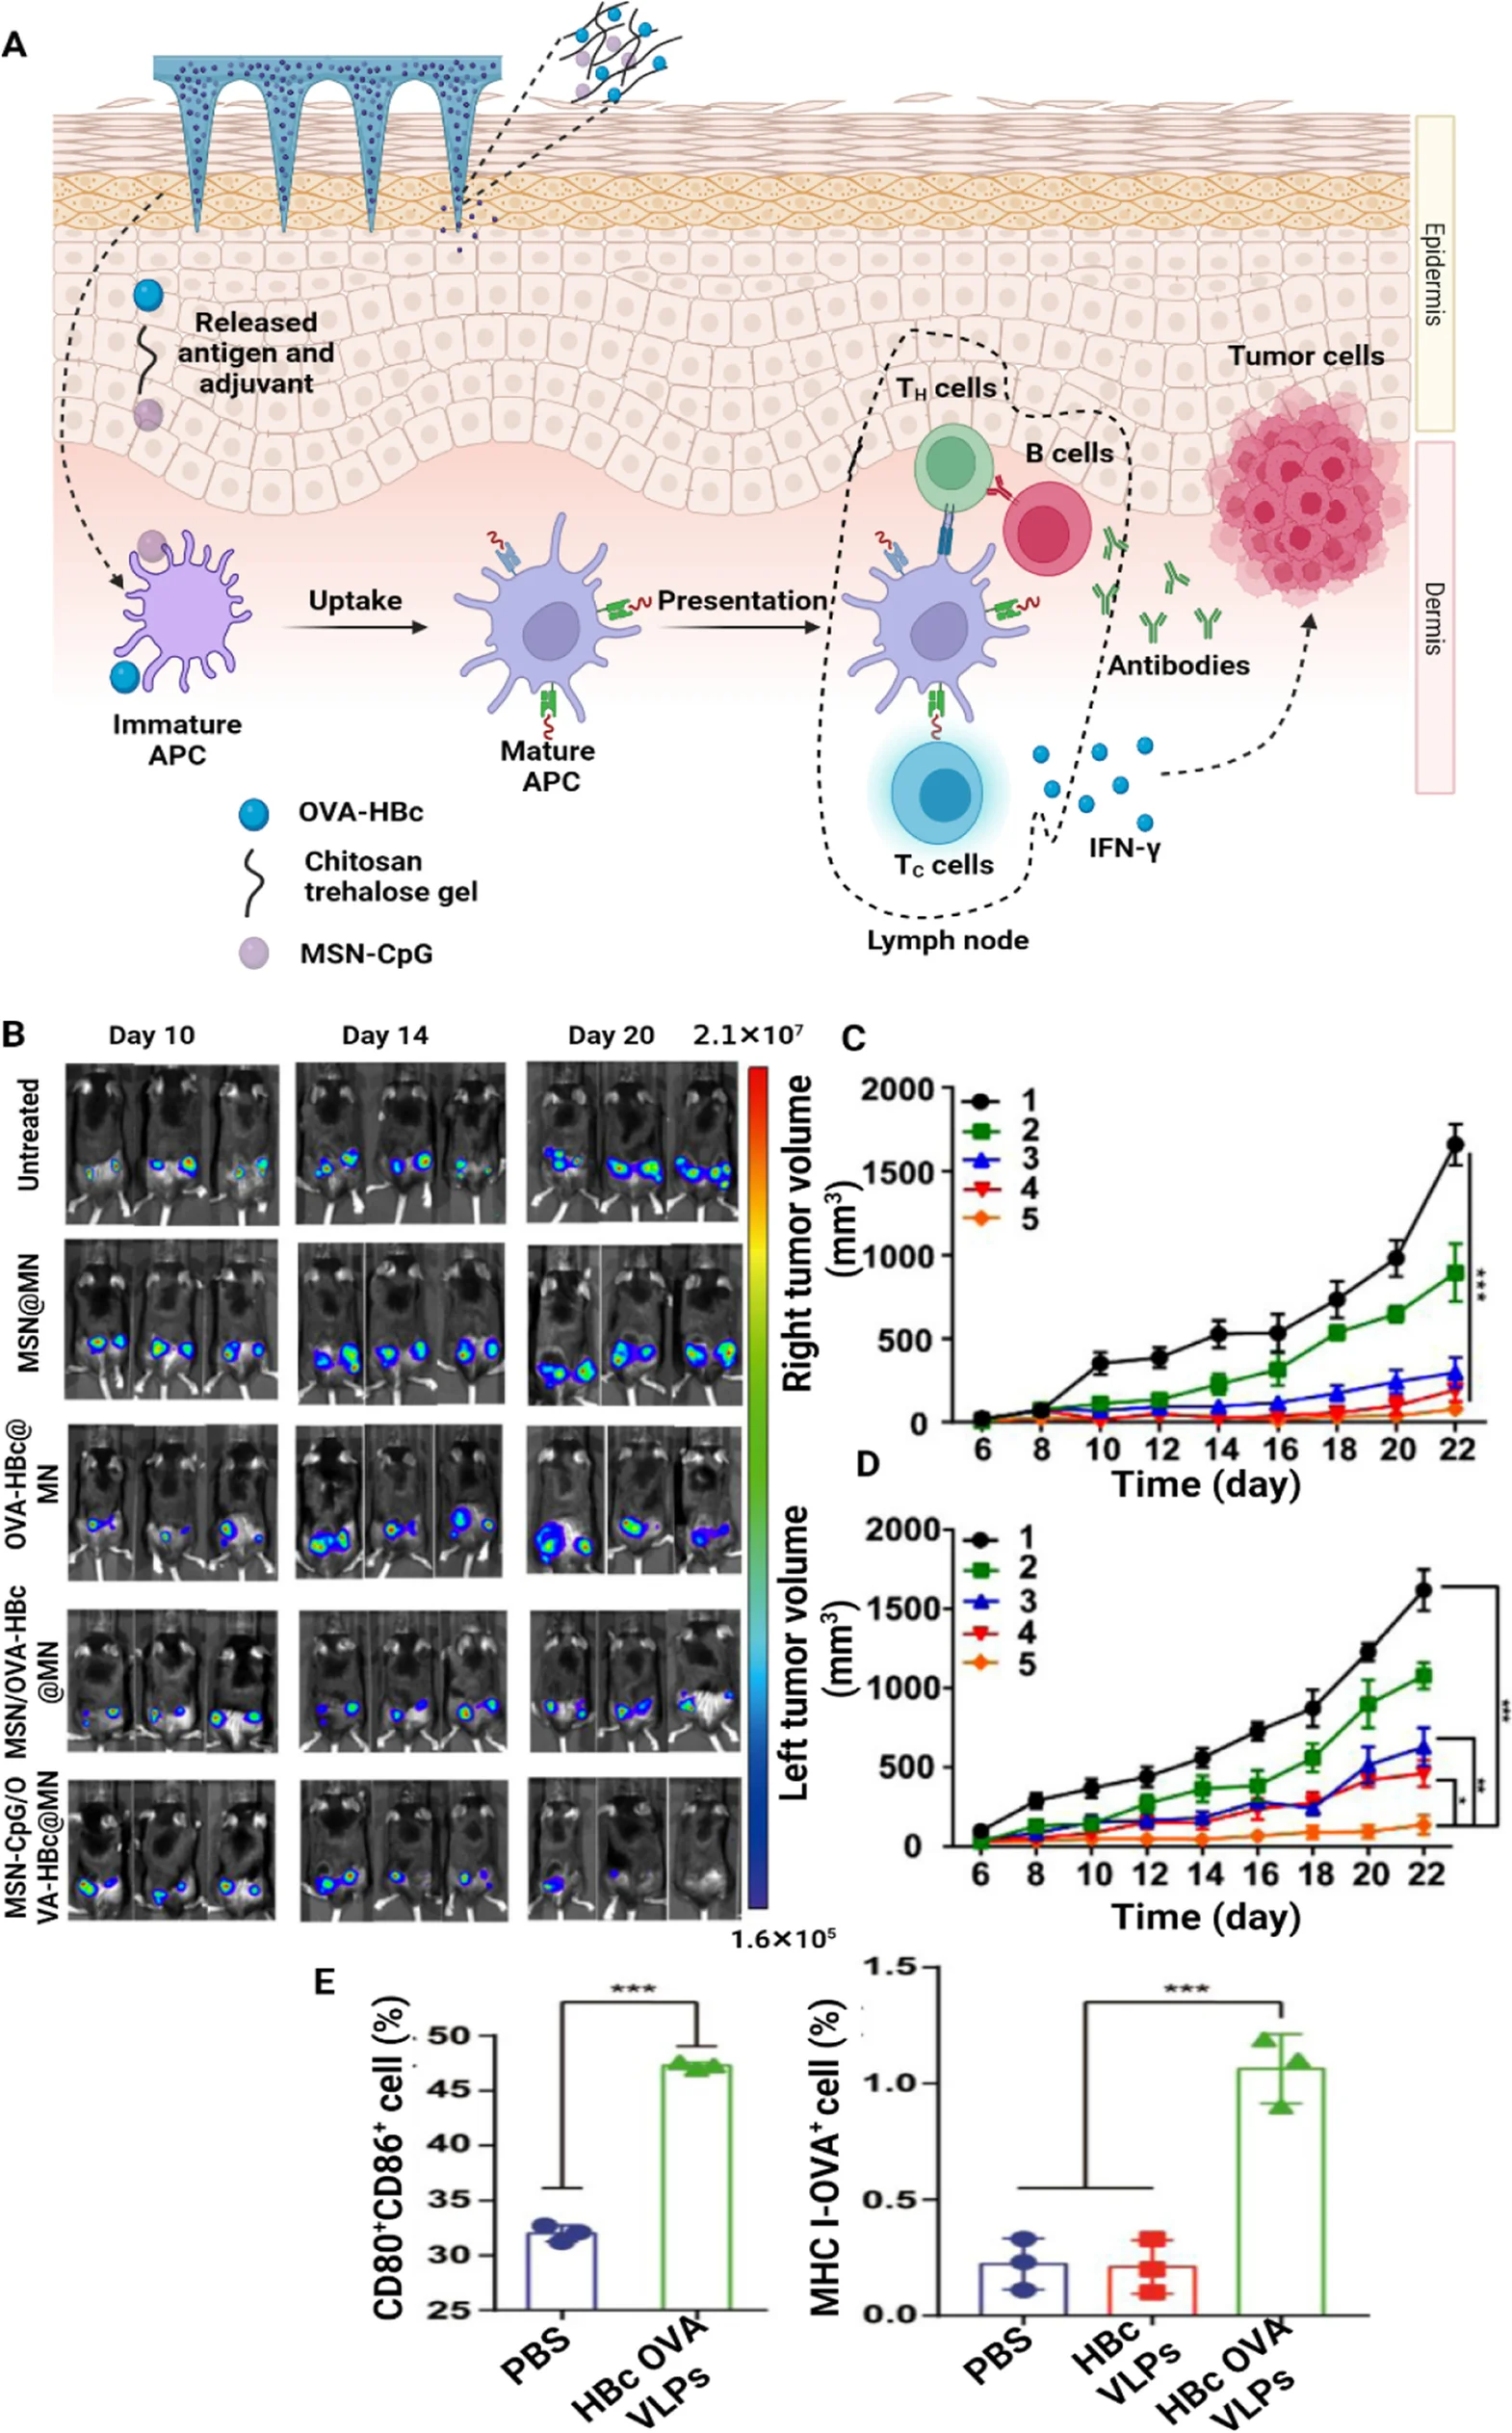 A
Epidermis
Dermis
Released
antigen and
adjuvant
Tumor cells
TH cells
B cells
Uptake
Presentation
Antibodies
Immature
APC
Mature
APC
OVA-HBc
Chitosan
trehalose gel
MSN-CpG
TC cells
IFN-γ
Lymph node
B
Day 10
Day 14
Day 20
2.1×10⁷
Untreated
MSN@MN
OVA-HBc@
MN
MSN/OVA-HBc
@MN
MSN-CpG/O
VA-HBc@MN
1.6×10⁵
C
Right tumor volume
(mm³)
2000
1500
1000
500
0
1
2
3
4
5
***
6 8 10 12 14 16 18 20 22
Time (day)
D
Left tumor volume
(mm³)
2000
1500
1000
500
0
1
2
3
4
5
*
**
***
6 8 10 12 14 16 18 20 22
Time (day)
E
CD80⁺CD86⁺ cell (%)
50
45
40
35
30
25
***
PBS
HBc OVA
VLPs
MHC I-OVA⁺ cell (%)
1.5
1.0
0.5
0.0
***
PBS
HBc
VLPs
HBc OVA
VLPs